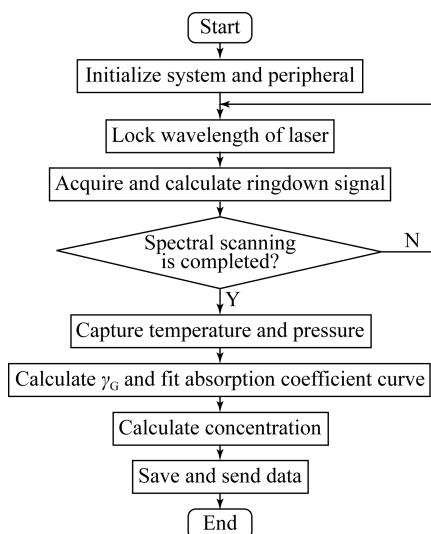 Start
Initialize system and peripheral
Lock wavelength of laser
Acquire and calculate ringdown signal
Spectral scanning
is completed?
N
Y
Capture temperature and pressure
Calculate γG and fit absorption coefficient curve
Calculate concentration
Save and send data
End